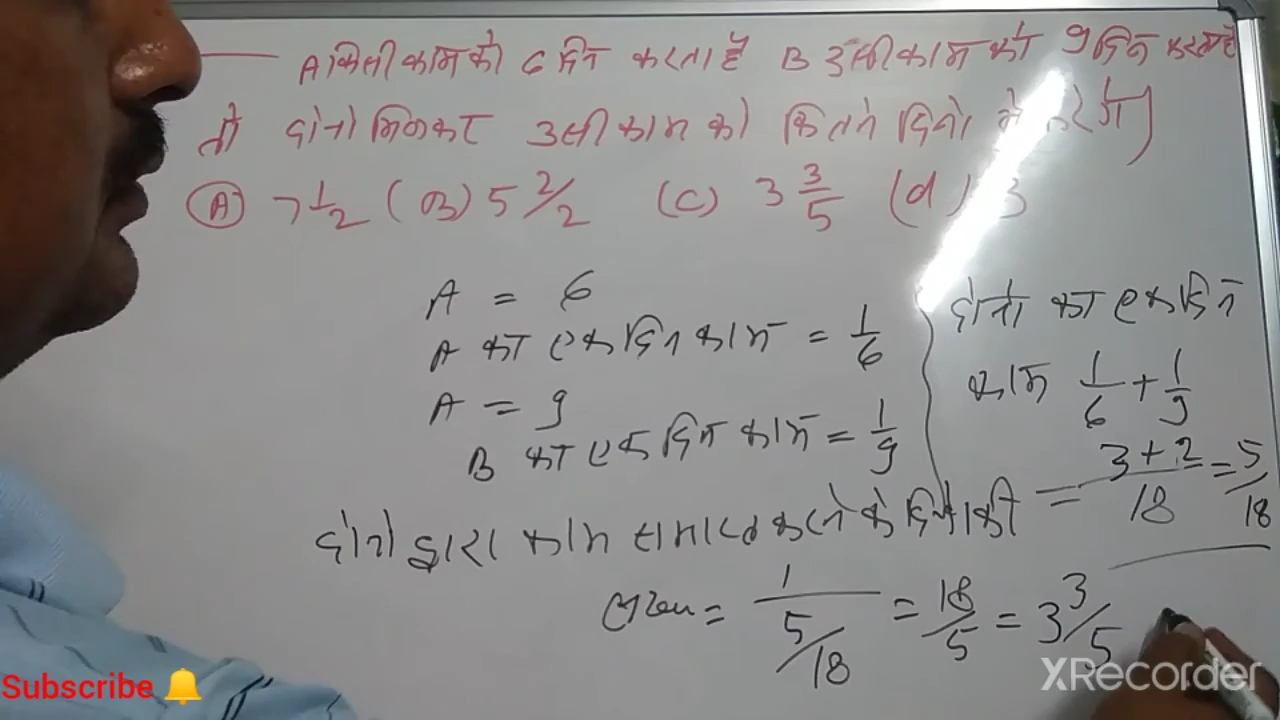 A किसी काम को 6 दिन करता है B उसी काम को 9 दिन करता है
तो दोनो मिलकर उसी काम को कितने दिनो मे करेगा
(A) 7 1/2 (B) 5 2/2 (C) 3 3/5 (d) 3
A = 6
A का एक दिन काम = 1/6
A = 9
B का एक दिन काम = 1/9
दोनो का एक दिन
काम 1/6 + 1/9
= 3+2/18 = 5/18
दोनो द्वारा काम समाप्त करने के दिनो की
= 1/5/18 = 18/5 = 3 3/5
Subscribe 🔔
XRecorder